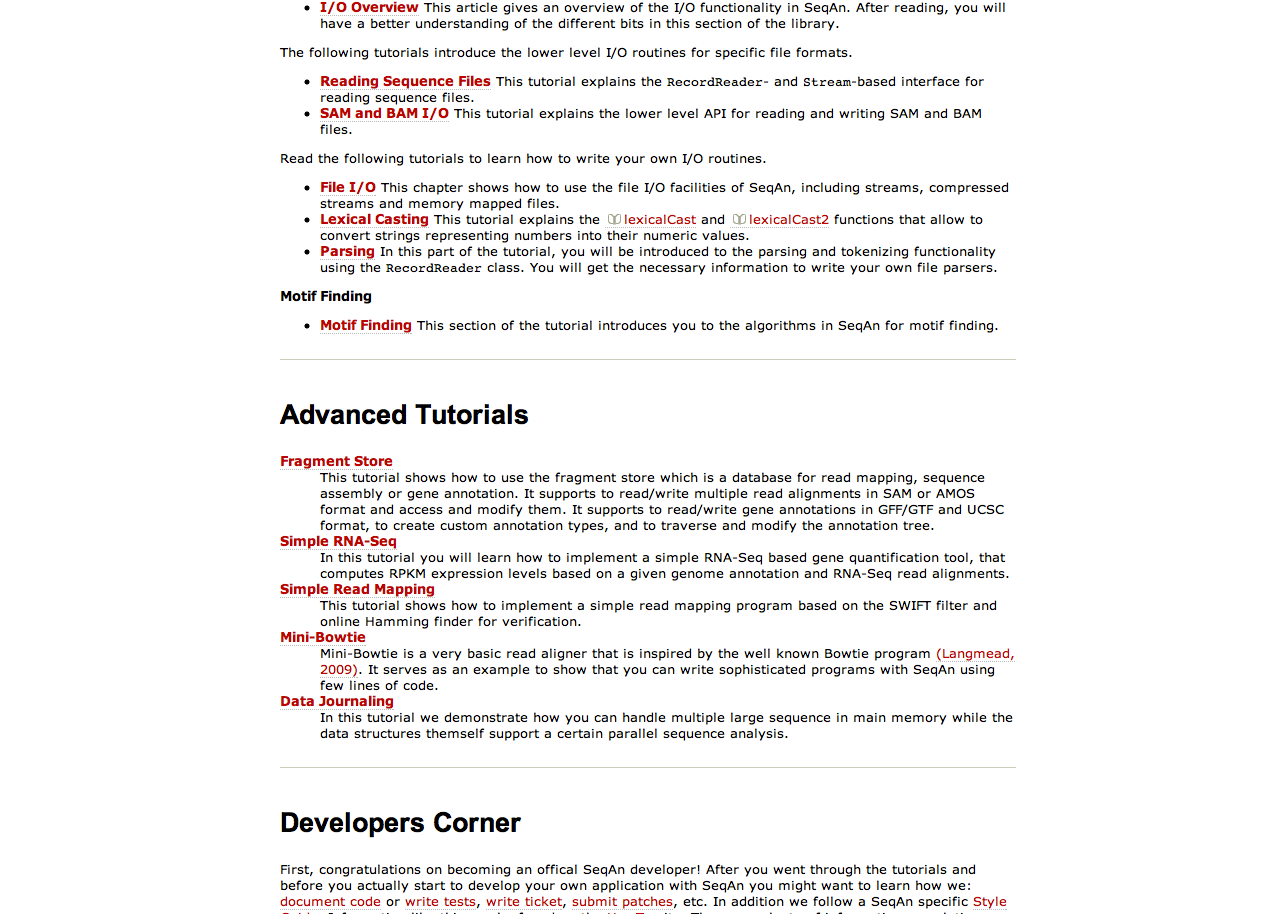 I/O Overview This article gives an overview of the I/O functionality in SeqAn. After reading, you will
have a better understanding of the different bits in this section of the library.
The following tutorials introduce the lower level I/O routines for specific file formats.
Reading Sequence Files This tutorial explains the RecordReader- and Stream-based interface for
reading sequence files.
SAM and BAM I/O This tutorial explains the lower level API for reading and writing SAM and BAM
files.
Read the following tutorials to learn how to write your own I/O routines.
File I/O This chapter shows how to use the file I/O facilities of SeqAn, including streams, compressed
streams and memory mapped files.
Lexical Casting This tutorial explains the lexicalCast and lexicalCast2 functions that allow to
convert strings representing numbers into their numeric values.
Parsing In this part of the tutorial, you will be introduced to the parsing and tokenizing functionality
using the RecordReader class. You will get the necessary information to write your own file parsers.
Motif Finding
Motif Finding This section of the tutorial introduces you to the algorithms in SeqAn for motif finding.
Advanced Tutorials
Fragment Store
This tutorial shows how to use the fragment store which is a database for read mapping, sequence
assembly or gene annotation. It supports to read/write multiple read alignments in SAM or AMOS
format and access and modify them. It supports to read/write gene annotations in GFF/GTF and UCSC
format, to create custom annotation types, and to traverse and modify the annotation tree.
Simple RNA-Seq
In this tutorial you will learn how to implement a simple RNA-Seq based gene quantification tool, that
computes RPKM expression levels based on a given genome annotation and RNA-Seq read alignments.
Simple Read Mapping
This tutorial shows how to implement a simple read mapping program based on the SWIFT filter and
online Hamming finder for verification.
Mini-Bowtie
Mini-Bowtie is a very basic read aligner that is inspired by the well known Bowtie program (Langmead,
2009). It serves as an example to show that you can write sophisticated programs with SeqAn using
few lines of code.
Data Journaling
In this tutorial we demonstrate how you can handle multiple large sequence in main memory while the
data structures themself support a certain parallel sequence analysis.
Developers Corner
First, congratulations on becoming an offical SeqAn developer! After you went through the tutorials and
before you actually start to develop your own application with SeqAn you might want to learn how we:
document code or write tests, write ticket, submit patches, etc. In addition we follow a SeqAn specific Style